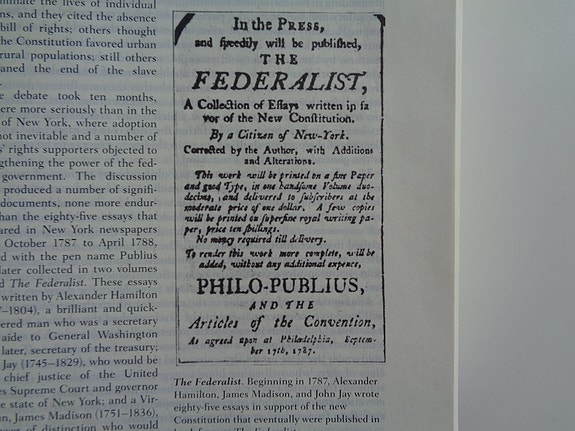 minate the lives of individual
ns, and they cited the absence
bill of rights; others thought
he Constitution favored urban
rural populations; still others
aned the end of the slave
debate took ten months,
ere more seriously than in the
of New York, where adoption
not inevitable and a number of
s' rights supporters objected to
gthening the power of the fed-
government. The discussion
produced a number of signifi-
documents, none more endur-
han the eighty-five essays that
ared in New York newspapers
October 1787 to April 1788,
d with the pen name Publius
later collected in two volumes
d The Federalist. These essays
written by Alexander Hamilton
–1804), a brilliant and quick-
ered man who was a secretary
aide to General Washington
later, secretary of the treasury;
Jay (1745–1829), who would be
chief justice of the United
es Supreme Court and governor
e state of New York; and a Vir-
n, James Madison (1751–1836),
of distinction who would
In the PRESS,
and ſpeedily will be publiſhed,
THE
FEDERALIST,
A Collection of Eſſays written in fa
vor of the New Conſtitution.
By a Citizen of New-York.
Corrected by the Author, with Additions
and Alterations.
This work will be printed on a fine Paper
and good Type, in one handſome Volume duo-
decimo, and delivered to ſubſcribers at the
moderate price of one dollar. A few copies
will be printed on ſuperfine royal writing pa-
per, price ten ſhillings.
No money required till delivery.
To render this work more complete, will be
added, without any additional expence,
PHILO-PUBLIUS,
AND THE
Articles of the Convention,
As agreed upon at Philadelphia, Septem-
ber 17th, 1787.
The Federalist. Beginning in 1787, Alexander
Hamilton, James Madison, and John Jay wrote
eighty-five essays in support of the new
Constitution that eventually were published in